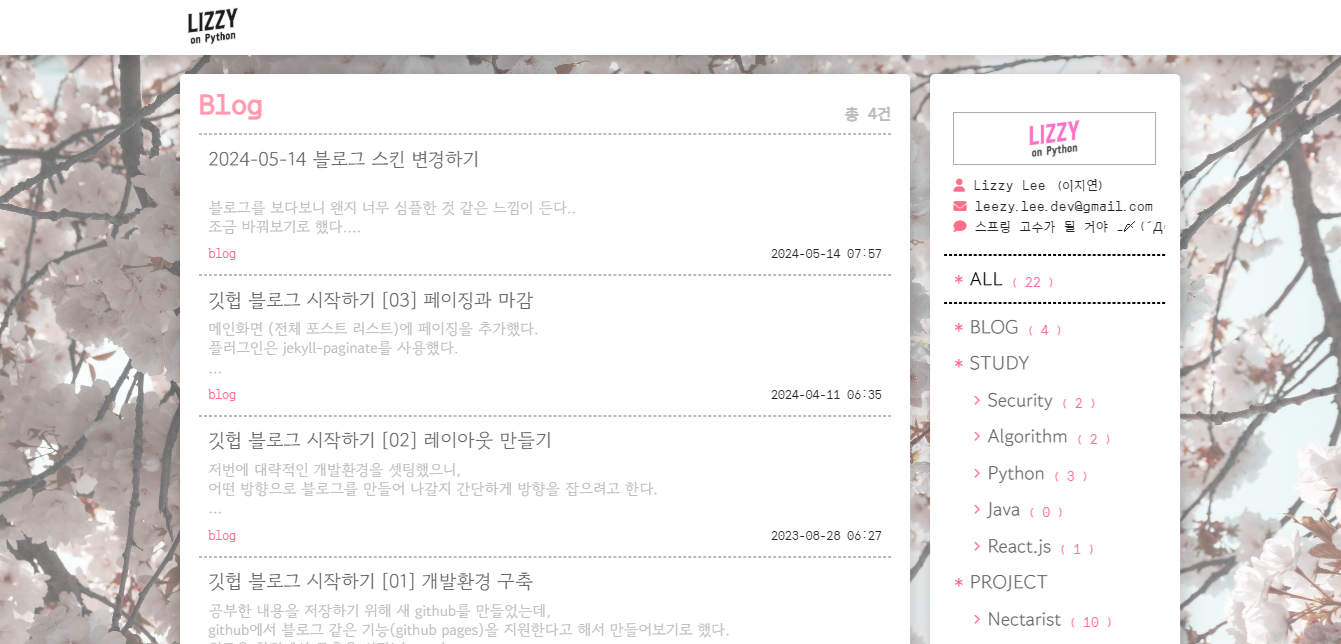 LIZZY
on Python
Blog
총 4건
2024-05-14 블로그 스킨 변경하기
블로그를 보다보니 왠지 너무 심플한 것 같은 느낌이 든다..
조금 바꿔보기로 했다....
blog
2024-05-14 07:57
깃헙 블로그 시작하기 [03] 페이징과 마감
메인화면 (전체 포스트 리스트)에 페이징을 추가했다.
플러그인은 jekyll-paginate를 사용했다.
...
blog
2024-04-11 06:35
깃헙 블로그 시작하기 [02] 레이아웃 만들기
저번에 대략적인 개발환경을 셋팅했으니,
어떤 방향으로 블로그를 만들어 나갈지 간단하게 방향을 잡으려고 한다.
...
blog
2023-08-28 06:27
깃헙 블로그 시작하기 [01] 개발환경 구축
공부한 내용을 저장하기 위해 새 github를 만들었는데,
github에서 블로그 같은 기능(github pages)을 지원한다고 해서 만들어보기로 했다.
LIZZY
on Python
Lizzy Lee (이지연)
leezy.lee.dev@gmail.com
스프링 고수가 될 거야
* ALL ( 22 )
* BLOG ( 4 )
* STUDY
> Security ( 2 )
> Algorithm ( 2 )
> Python ( 3 )
> Java ( 0 )
> React.js ( 1 )
* PROJECT
> Nectarist ( 10 )